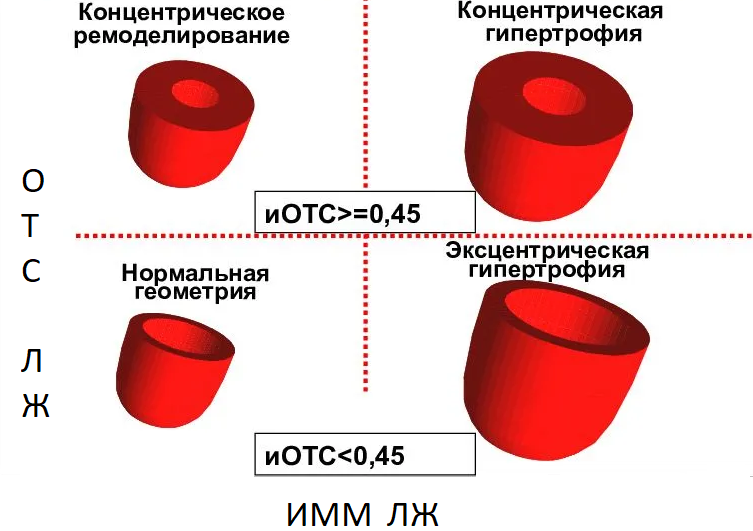 Концентрическое
ремоделирование
Концентрическая
гипертрофия
О
Т
С
Л
Ж
иОТС>=0,45
Нормальная
геометрия
Эксцентрическая
гипертрофия
иОТС<0,45
ИММ ЛЖ